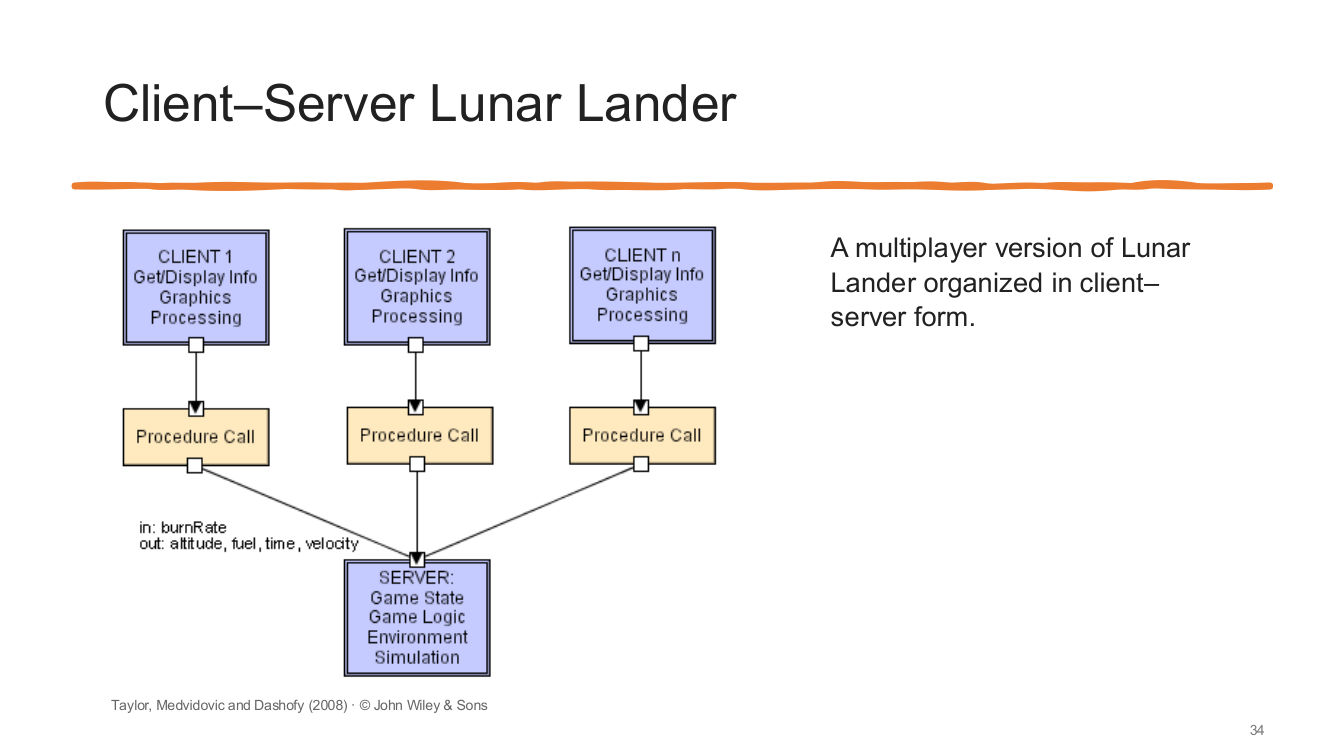 Client–Server Lunar Lander
CLIENT 1
Get/Display Info
Graphics
Processing
CLIENT 2
Get/Display Info
Graphics
Processing
CLIENT n
Get/Display Info
Graphics
Processing
A multiplayer version of Lunar
Lander organized in client–
server form.
Procedure Call
Procedure Call
Procedure Call
in: burnRate
out: altitude, fuel, time, velocity
SERVER:
Game State
Game Logic
Environment
Simulation
Taylor, Medvidovic and Dashofy (2008) · © John Wiley & Sons
34